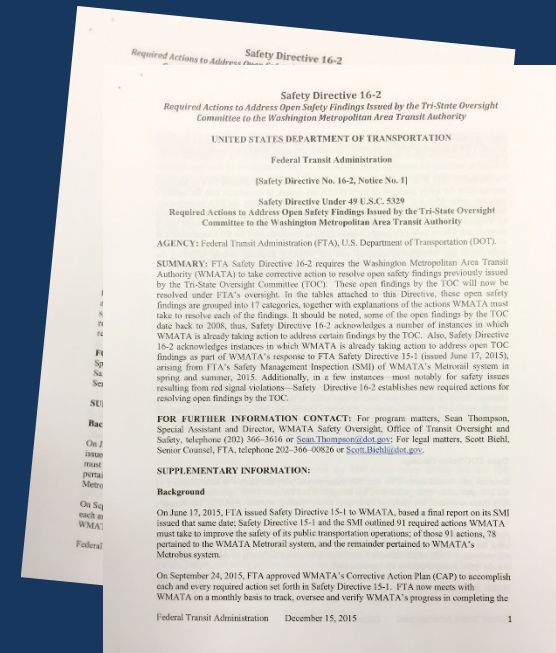 Safety Directive 16-2
Required Actions to Address Open
Safety Directive 16-2
Required Actions to Address Open Safety Findings Issued by the Tri-State Oversight
Committee to the Washington Metropolitan Area Transit Authority
UNITED STATES DEPARTMENT OF TRANSPORTATION
Federal Transit Administration
[Safety Directive No. 16-2, Notice No. 1]
Safety Directive Under 49 U.S.C. 5329
Required Actions to Address Open Safety Findings Issued by the Tri-State Oversight
Committee to the Washington Metropolitan Area Transit Authority
AGENCY: Federal Transit Administration (FTA), U.S. Department of Transportation (DOT).
SUMMARY: FTA Safety Directive 16-2 requires the Washington Metropolitan Area Transit
Authority (WMATA) to take corrective action to resolve open safety findings previously issued
by the Tri-State Oversight Committee (TOC). These open findings by the TOC will now be
resolved under FTA's oversight. In the tables attached to this Directive, these open safety
findings are grouped into 17 categories, together with explanations of the actions WMATA must
take to resolve each of the findings. It should be noted, some of the open findings by the TOC
date back to 2008, thus, Safety Directive 16-2 acknowledges a number of instances in which
WMATA is already taking action to address certain findings by the TOC. Also, Safety Directive
16-2 acknowledges instances in which WMATA is already taking action to address open TOC
findings as part of WMATA's response to FTA Safety Directive 15-1 (issued June 17, 2015),
arising from FTA's Safety Management Inspection (SMI) of WMATA's Metrorail system in
spring and summer, 2015. Additionally, in a few instances—most notably for safety issues
resulting from red signal violations—Safety Directive 16-2 establishes new required actions for
resolving open findings by the TOC.
FOR FURTHER INFORMATION CONTACT: For program matters, Sean Thompson,
Special Assistant and Director, WMATA Safety Oversight, Office of Transit Oversight and
Safety, telephone (202) 366-3616 or Sean.Thompson@dot.gov; For legal matters, Scott Biehl,
Senior Counsel, FTA, telephone 202-366-00826 or Scott.Biehl@dot.gov.
SUPPLEMENTARY INFORMATION:
Background
On June 17, 2015, FTA issued Safety Directive 15-1 to WMATA, based a final report on its SMI
issued that same date; Safety Directive 15-1 and the SMI outlined 91 required actions WMATA
must take to improve the safety of its public transportation operations; of those 91 actions, 78
pertained to the WMATA Metrorail system, and the remainder pertained to WMATA's
Metrobus system.
On September 24, 2015, FTA approved WMATA's Corrective Action Plan (CAP) to accomplish
each and every required action set forth in Safety Directive 15-1. FTA now meets with
WMATA on a monthly basis to track, oversee and verify WMATA's progress in completing the
Federal Transit Administration December 15, 2015 1